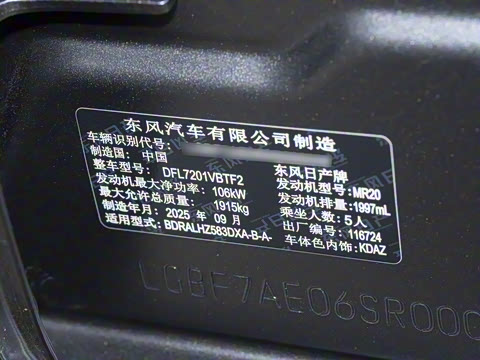 东风汽车有限公司制造
车辆识别代号:
制造国: 中国 东风日产牌
整车型号: DFL7201VBTF2 发动机型号: MR20
发动机最大净功率: 106kW 发动机排量: 1997mL
最大允许总质量: 1915kg 乘坐人数: 5人
制造年月: 2025 年 09 月 出厂编号: 116724
适用型式: BDRALHZ583DXA-B-A- 车体色内饰: KDAZ
LGBF7AE06SR00